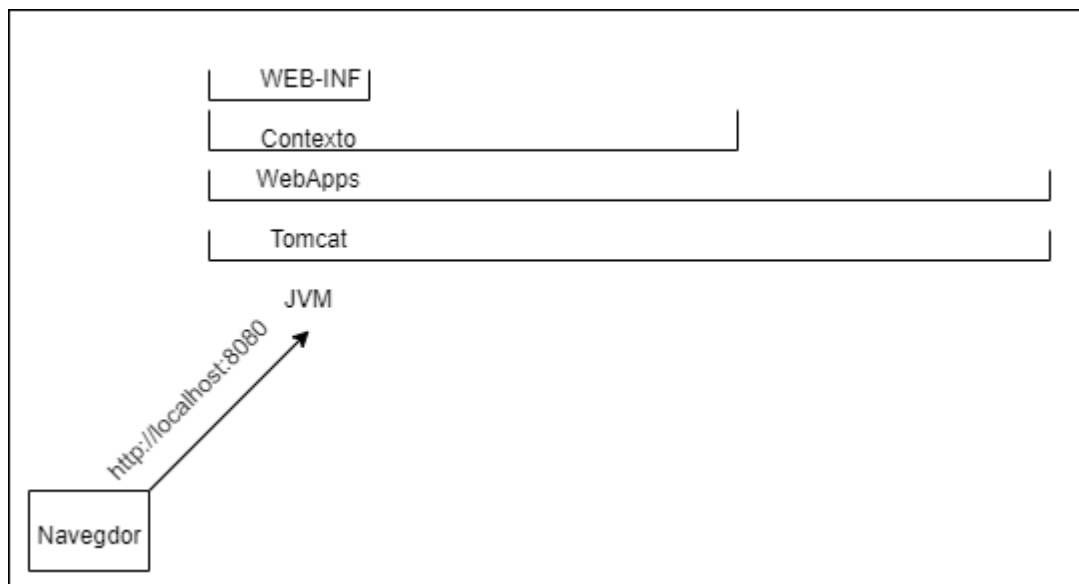 WEB-INF
Contexto
WebApps
Tomcat
JVM
http://localhost:8080
Navegdor